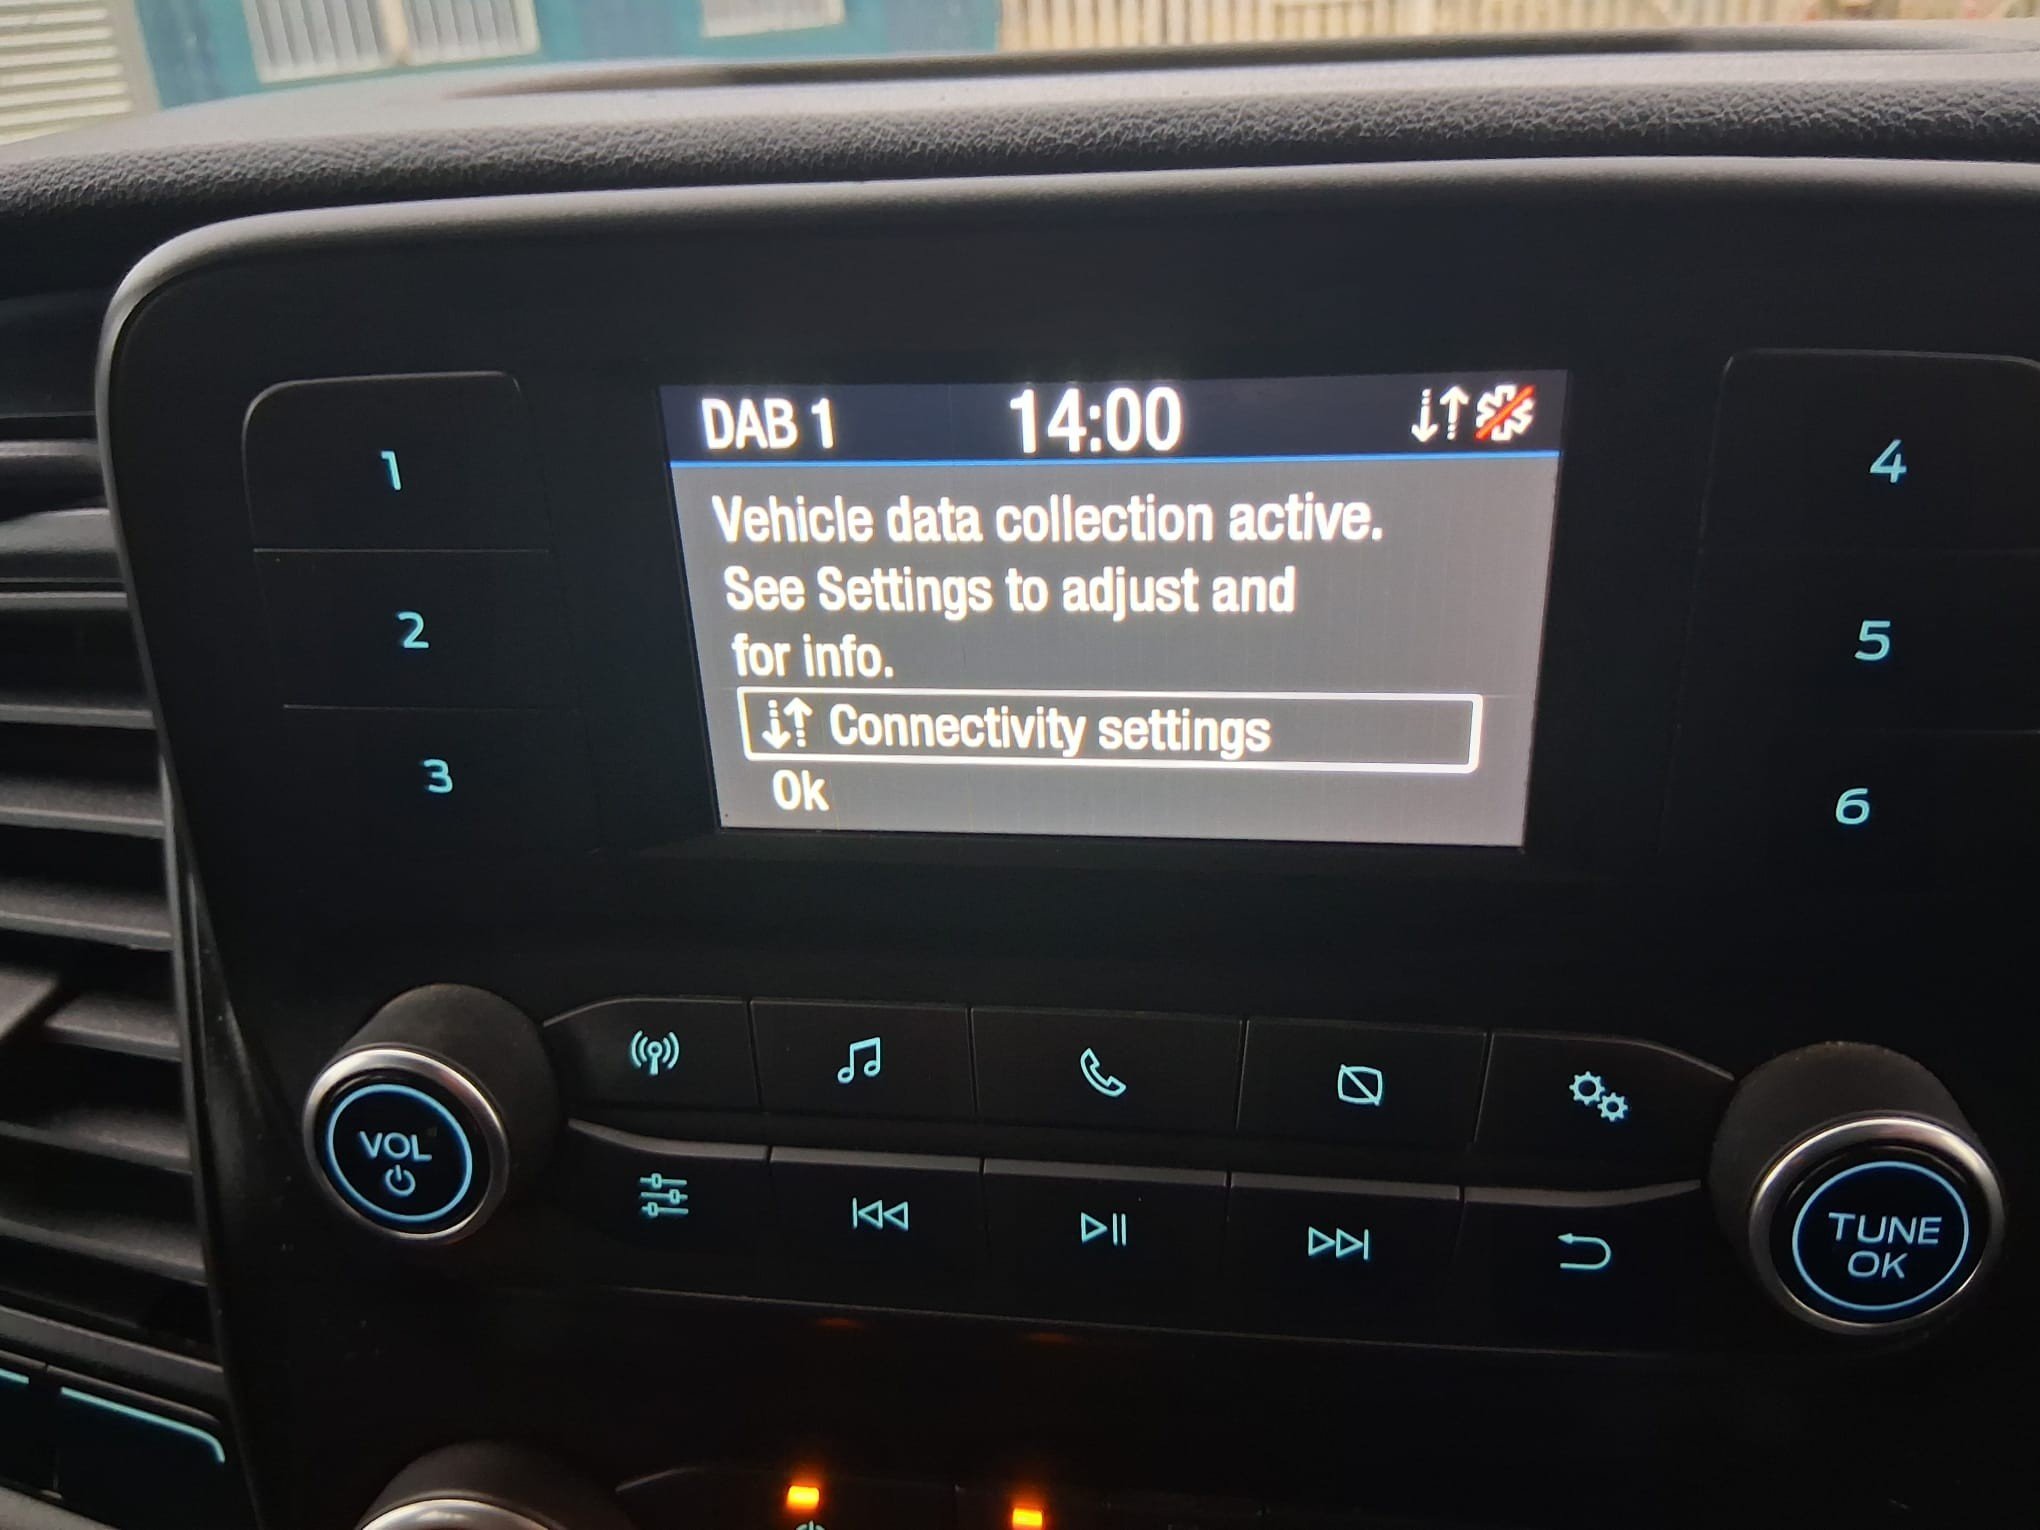 DAB 1 14:00
Vehicle data collection active.
See Settings to adjust and
for info.
Connectivity settings
Ok
1
2
3
4
5
6
VOL
TUNE
OK